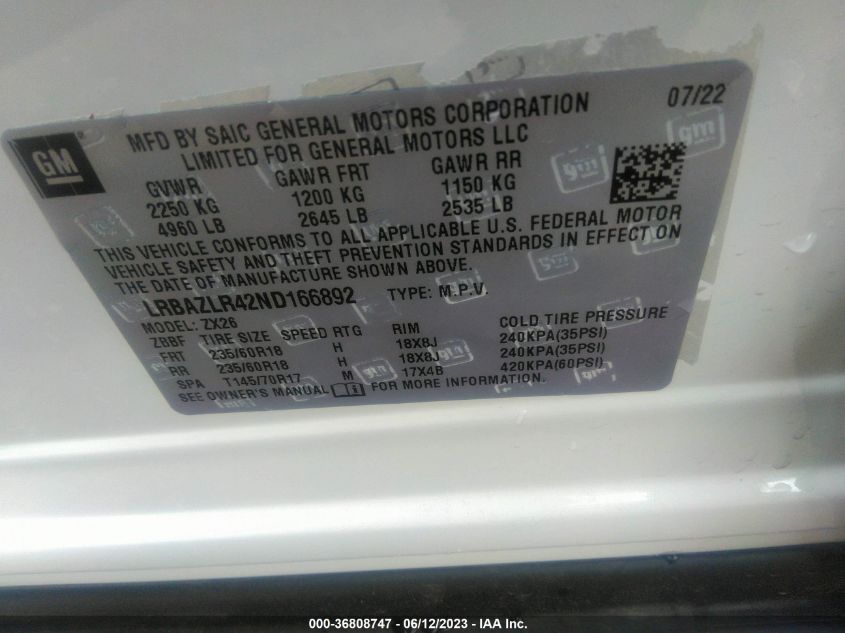 GM
MFD BY SAIC GENERAL MOTORS CORPORATION
07/22
LIMITED FOR GENERAL MOTORS LLC
GVWR GAWR FRT GAWR RR
2250 KG 1200 KG 1150 KG
4960 LB 2645 LB 2535 LB
THIS VEHICLE CONFORMS TO ALL APPLICABLE U.S. FEDERAL MOTOR
VEHICLE SAFETY AND THEFT PREVENTION STANDARDS IN EFFECT ON
THE DATE OF MANUFACTURE SHOWN ABOVE.
LRBAZLR42ND166892 TYPE: M.P.V.
MODEL: ZX26
ZBBF TIRE SIZE SPEED RTG RIM COLD TIRE PRESSURE
FRT 235/60R18 H 18X8J 240KPA(35PSI)
RR 235/60R18 H 18X8J 240KPA(35PSI)
SPA T145/70R17 M 17X4B 420KPA(60PSI)
SEE OWNER'S MANUAL FOR MORE INFORMATION.
000-36808747 - 06/12/2023 - IAA Inc.